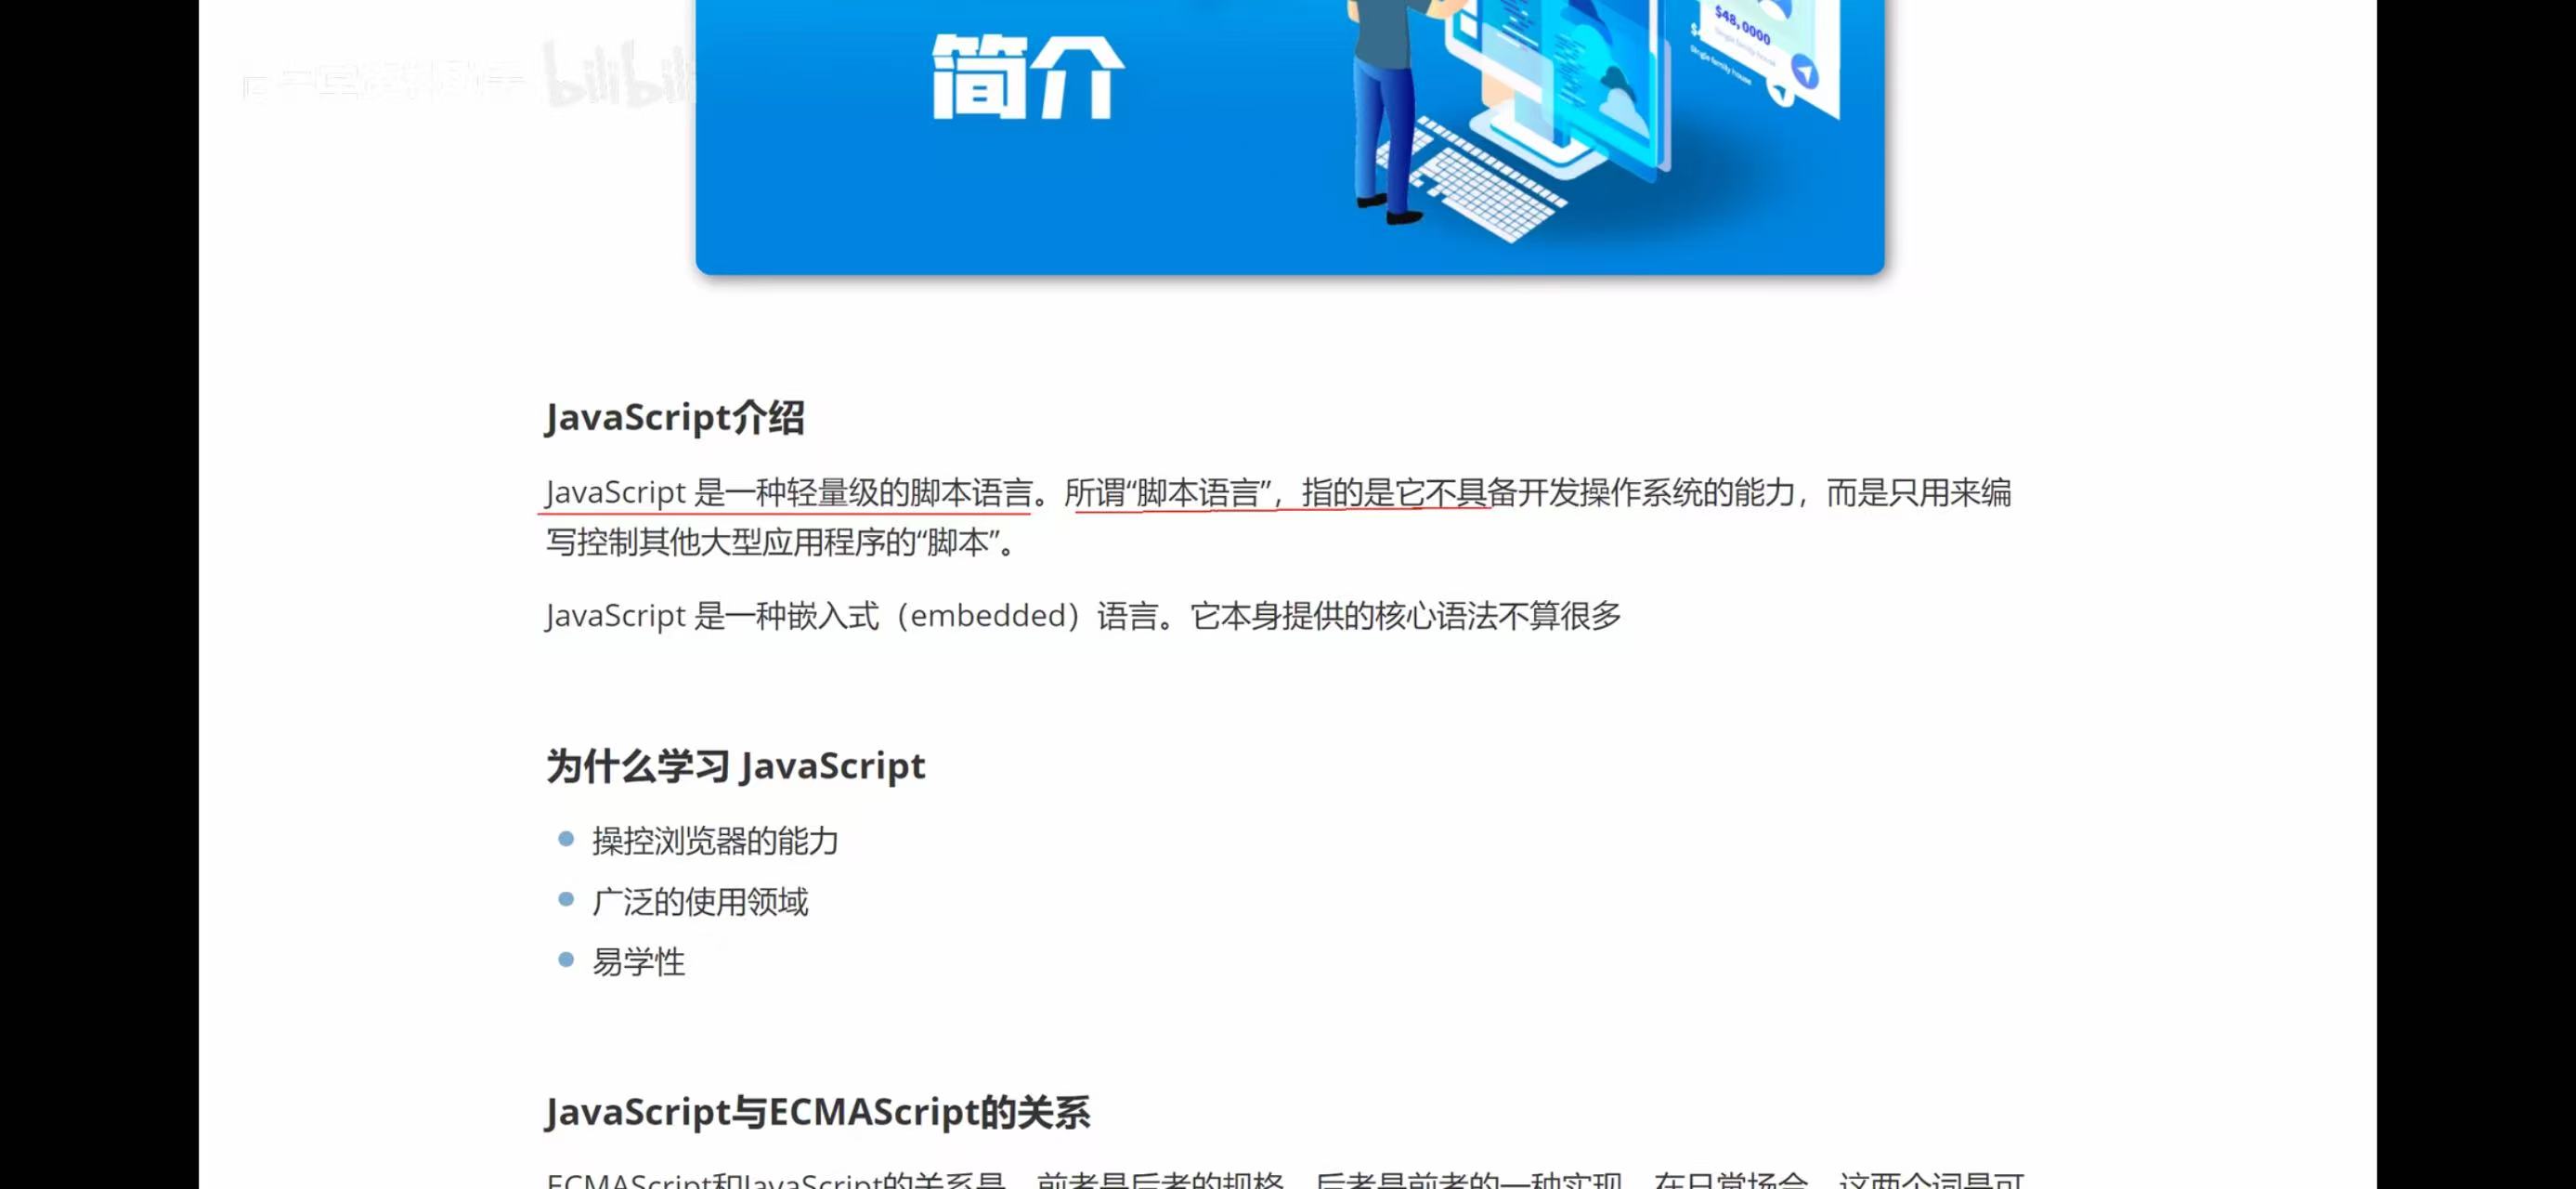 bilibili
简介
$48,0000
Single family house
Single family house
JavaScript介绍
JavaScript 是一种轻量级的脚本语言。所谓“脚本语言”，指的是它不具备开发操作系统的能力，而是只用来编
写控制其他大型应用程序的“脚本”。
JavaScript 是一种嵌入式（embedded）语言。它本身提供的核心语法不算很多
为什么学习 JavaScript
操控浏览器的能力
广泛的使用领域
易学性
JavaScript与ECMAScript的关系
ECMAScript和JavaScript的关系是，前者是后者的规格，后者是前者的一种实现。在日常场合，这两个词是可